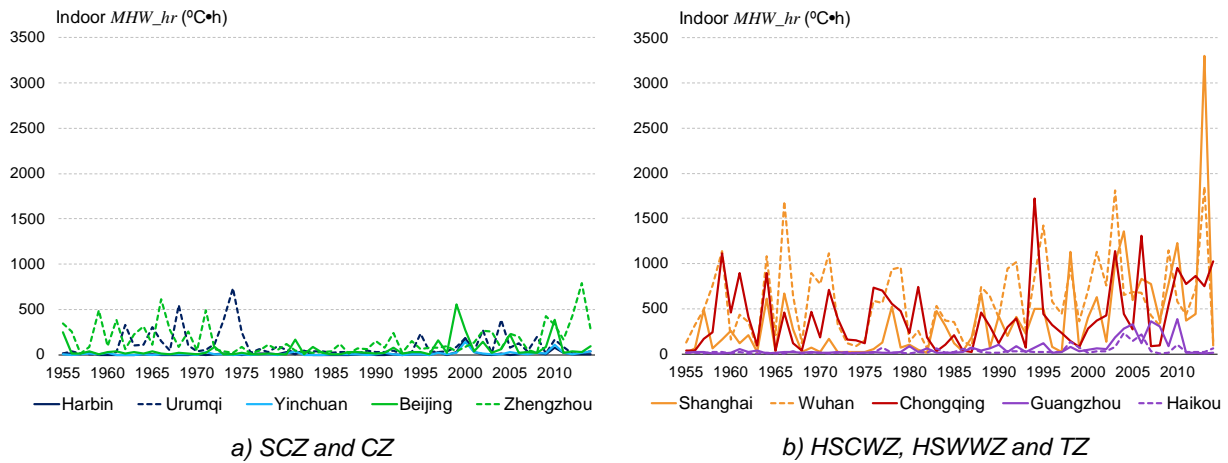 Indoor MHW_hr (ºC•h)
3500
3000
2500
2000
1500
1000
500
0
1955 1960 1965 1970 1975 1980 1985 1990 1995 2000 2005 2010
Harbin Urumqi Yinchuan Beijing Zhengzhou
a) SCZ and CZ
Indoor MHW_hr (ºC•h)
3500
3000
2500
2000
1500
1000
500
0
1955 1960 1965 1970 1975 1980 1985 1990 1995 2000 2005 2010
Shanghai Wuhan Chongqing Guangzhou Haikou
b) HSCWZ, HSWWZ and TZ